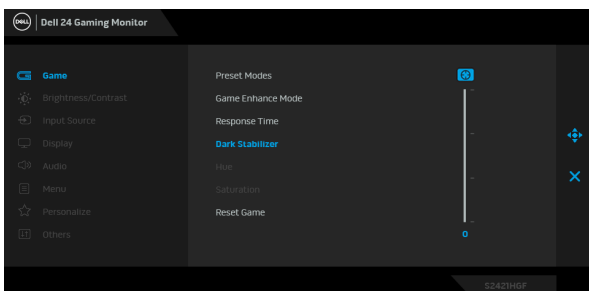 DELL
Dell 24 Gaming Monitor
Game
Brightness/Contrast
Input Source
Display
Audio
Menu
Personalize
Others
Preset Modes
Game Enhance Mode
Response Time
Dark Stabilizer
Hue
Saturation
Reset Game
0
S2421HGF